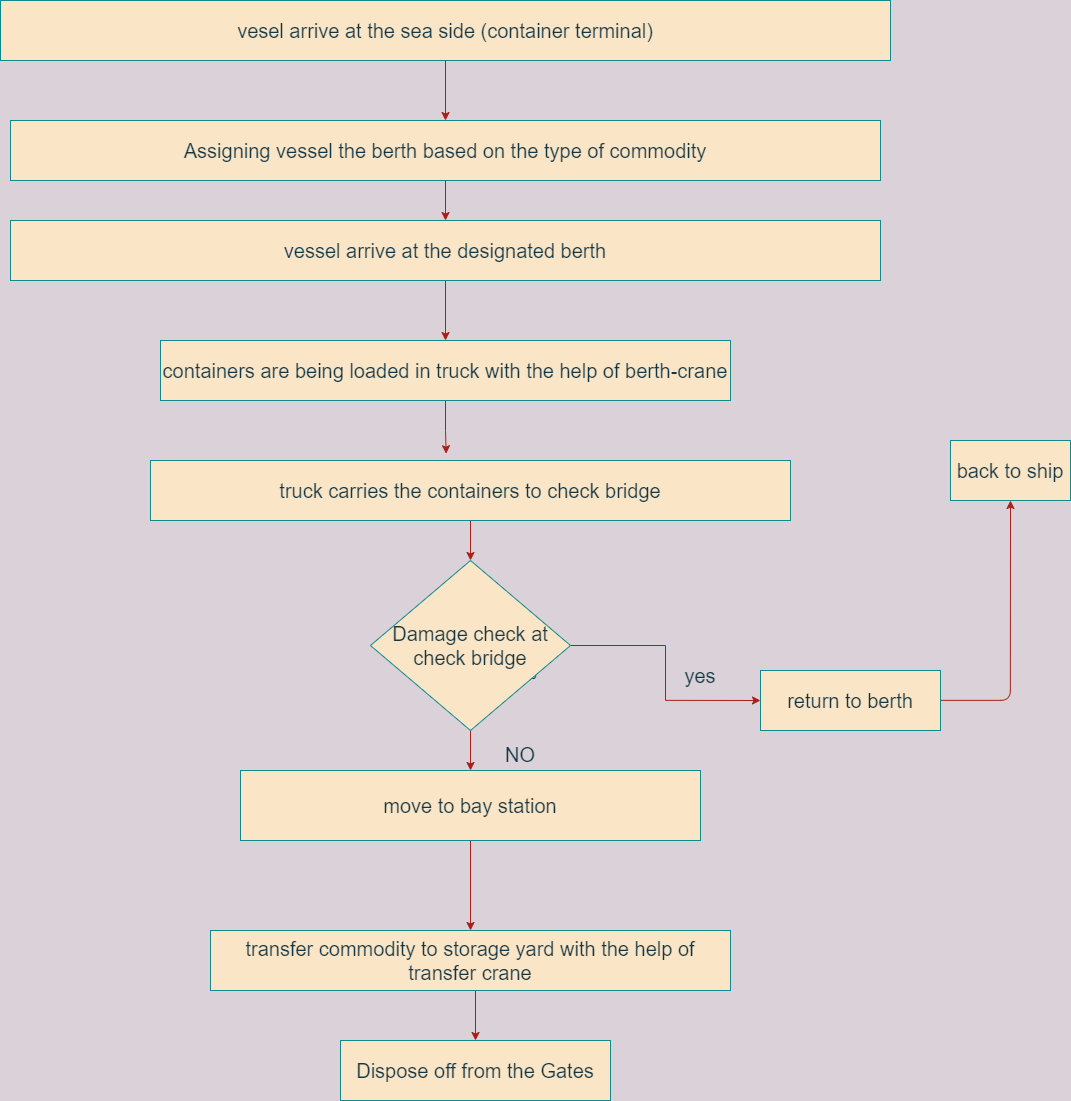 vesel arrive at the sea side (container terminal)
Assigning vessel the berth based on the type of commodity
vessel arrive at the designated berth
containers are being loaded in truck with the help of berth-crane
truck carries the containers to check bridge
back to ship
Damage check at
check bridge
yes
return to berth
NO
move to bay station
transfer commodity to storage yard with the help of
transfer crane
Dispose off from the Gates